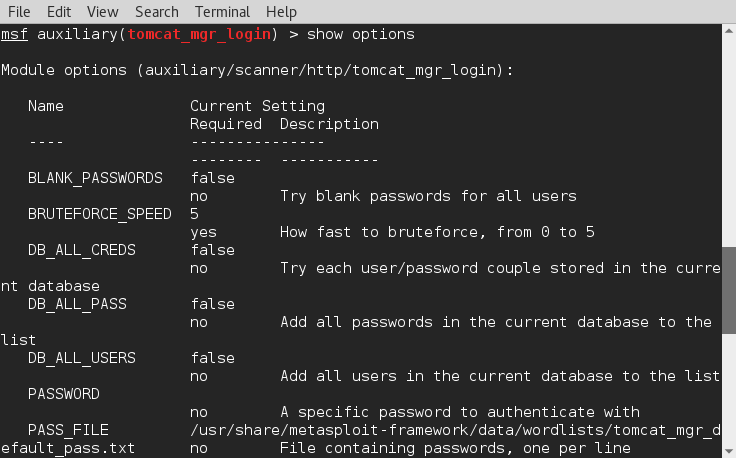 File Edit View Search Terminal Help
msf auxiliary(tomcat_mgr_login) > show options
Module options (auxiliary/scanner/http/tomcat_mgr_login):
Name Current Setting
Required Description
---- ---------------
-------- -----------
BLANK_PASSWORDS false
no Try blank passwords for all users
BRUTEFORCE_SPEED 5
yes How fast to bruteforce, from 0 to 5
DB_ALL_CREDS false
no Try each user/password couple stored in the curre
nt database
DB_ALL_PASS false
no Add all passwords in the current database to the
list
DB_ALL_USERS false
no Add all users in the current database to the list
PASSWORD
no A specific password to authenticate with
PASS_FILE /usr/share/metasploit-framework/data/wordlists/tomcat_mgr_d
efault_pass.txt no File containing passwords, one per line